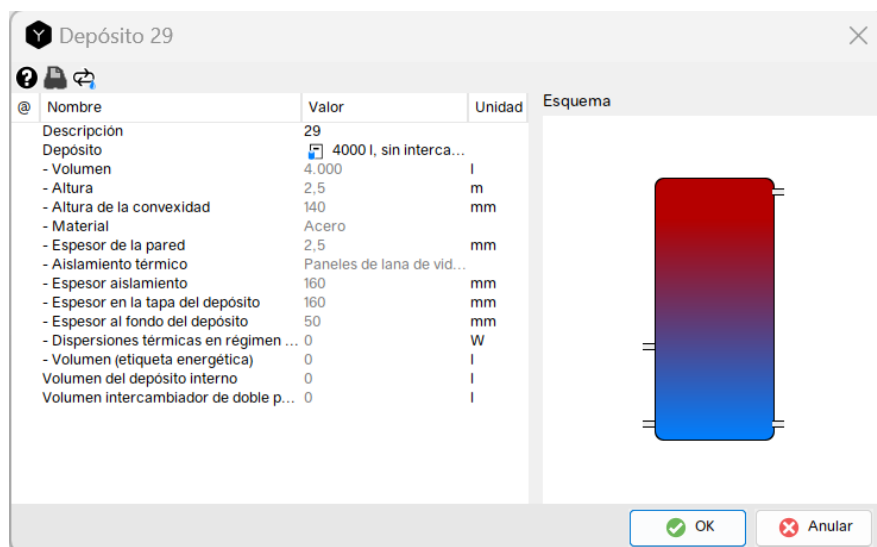 Depósito 29
@ Nombre Valor Unidad
Esquema
Descripción 29
Depósito 4000 l, sin interca...
- Volumen 4.000 l
- Altura 2,5 m
- Altura de la convexidad 140 mm
- Material Acero
- Espesor de la pared 2,5 mm
- Aislamiento térmico Paneles de lana de vid...
- Espesor aislamiento 160 mm
- Espesor en la tapa del depósito 160 mm
- Espesor al fondo del depósito 50 mm
- Dispersiones térmicas en régimen ... 0 W
- Volumen (etiqueta energética) 0 l
Volumen del depósito interno 0 l
Volumen intercambiador de doble p... 0 l
OK
Anular